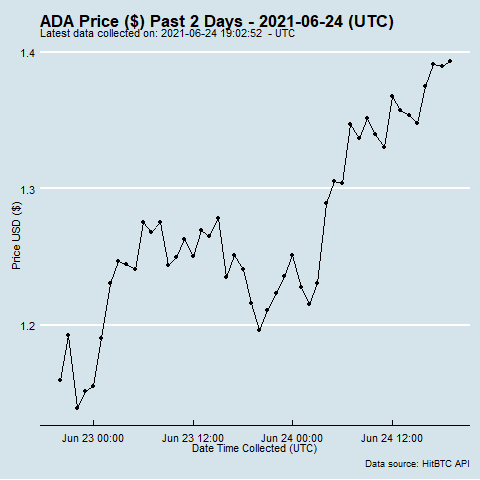 ADA Price ($) Past 2 Days - 2021-06-24 (UTC)
Latest data collected on: 2021-06-24 19:02:52  - UTC
1.4
1.3
1.2
Price USD ($)
Jun 23 00:00
Jun 23 12:00
Jun 24 00:00
Jun 24 12:00
Date Time Collected (UTC)
Data source: HitBTC API